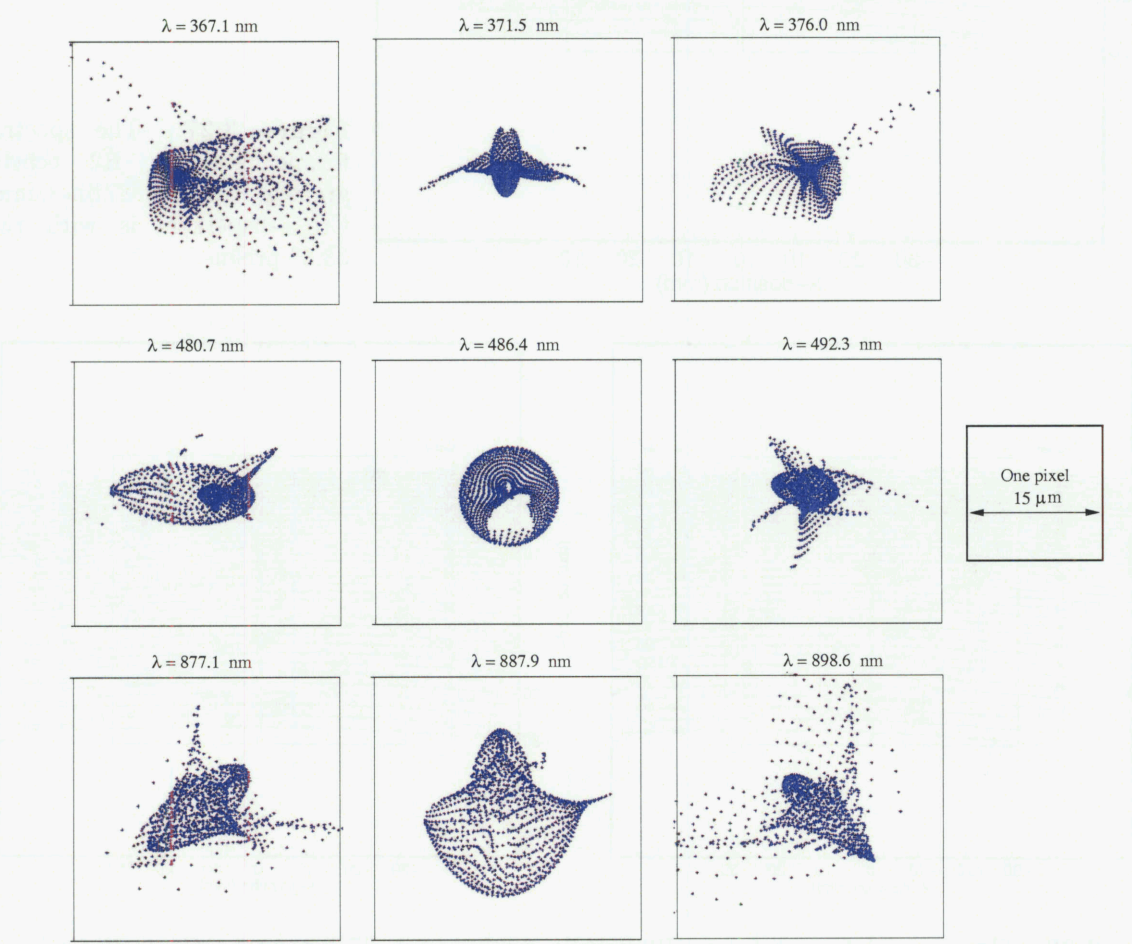 λ = 367.1 nm
λ = 371.5 nm
λ = 376.0 nm
λ = 480.7 nm
λ = 486.4 nm
λ = 492.3 nm
One pixel
15 μm
λ = 877.1 nm
λ = 887.9 nm
λ = 898.6 nm